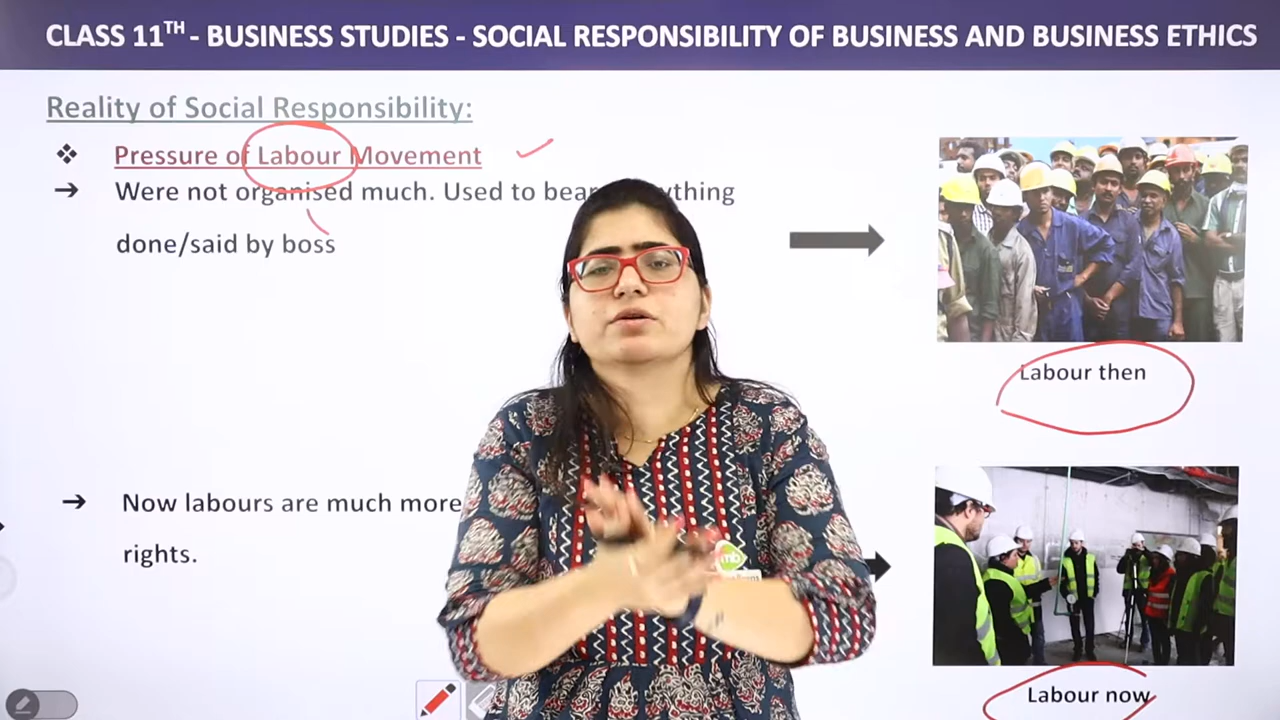 CLASS 11TH - BUSINESS STUDIES - SOCIAL RESPONSIBILITY OF BUSINESS AND BUSINESS ETHICS
Reality of Social Responsibility:
❖ Pressure of Labour Movement
→ Were not organised much. Used to bear
done/said by boss
Labour then
→ Now labours are much more
rights.
mb
Labour now